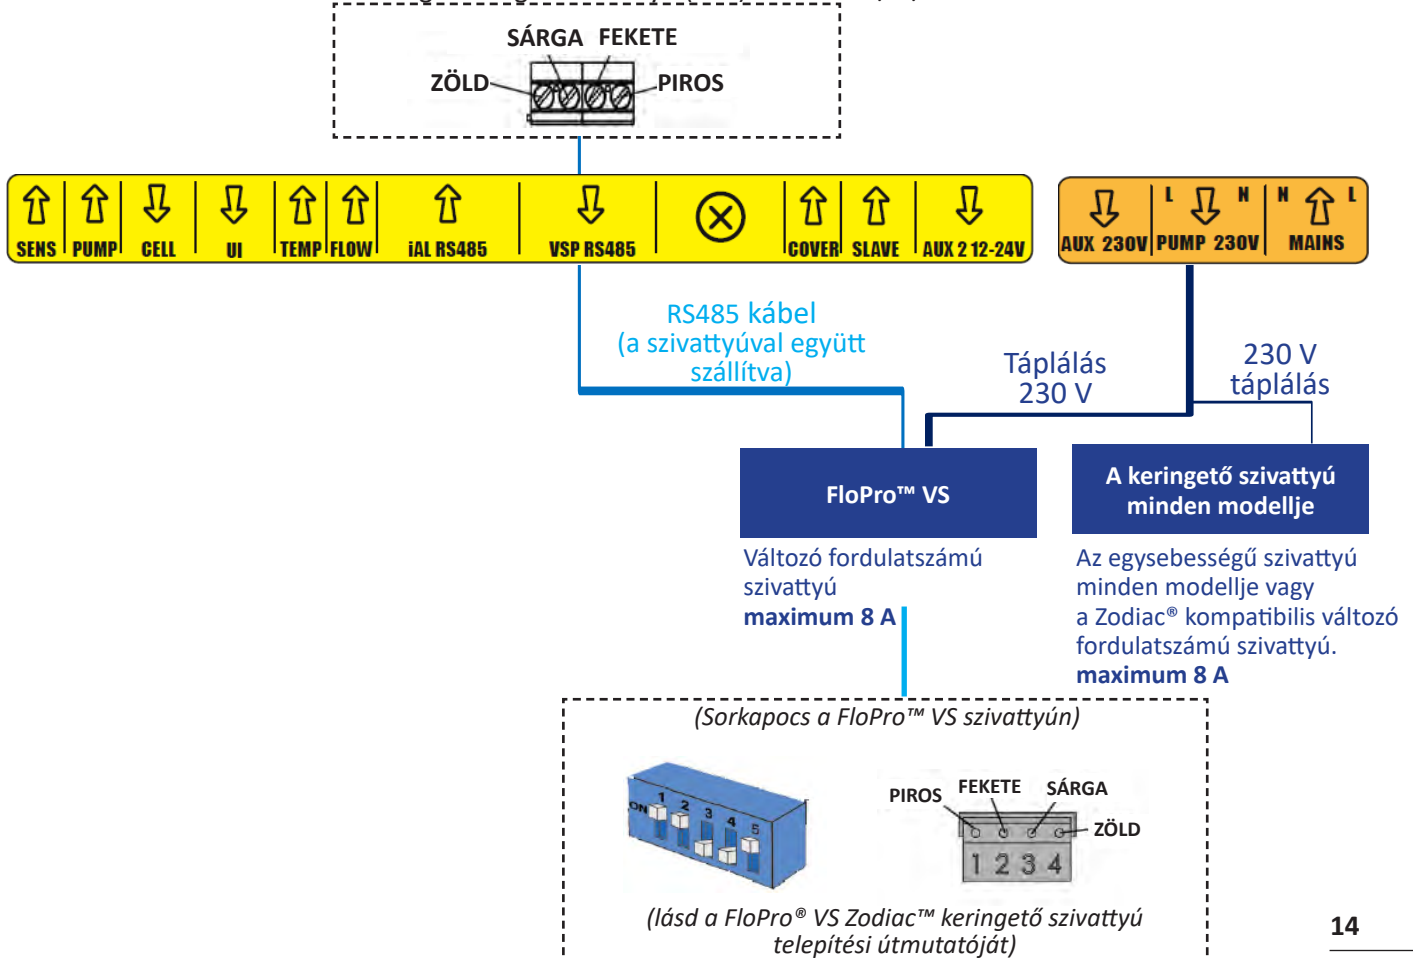 SÁRGA FEKETE
ZÖLD PIROS
SENS PUMP CELL UI TEMP FLOW iAL RS485 VSP RS485 COVER SLAVE AUX 2 12-24V
L N N L
AUX 230V PUMP 230V MAINS
RS485 kábel
(a szivattyúval együtt
szállítva)
Táplálás
230 V
230 V
táplálás
FloPro™ VS
A keringető szivattyú
minden modellje
Változó fordulatszámú
szivattyú
maximum 8 A
Az egysebességű szivattyú
minden modellje vagy
a Zodiac® kompatibilis változó
fordulatszámú szivattyú.
maximum 8 A
(Sorkapocs a FloPro™ VS szivattyún)
ON 1 2 3 4 5
PIROS FEKETE SÁRGA
ZÖLD
1 2 3 4
(lásd a FloPro® VS Zodiac™ keringető szivattyú
telepítési útmutatóját)
14